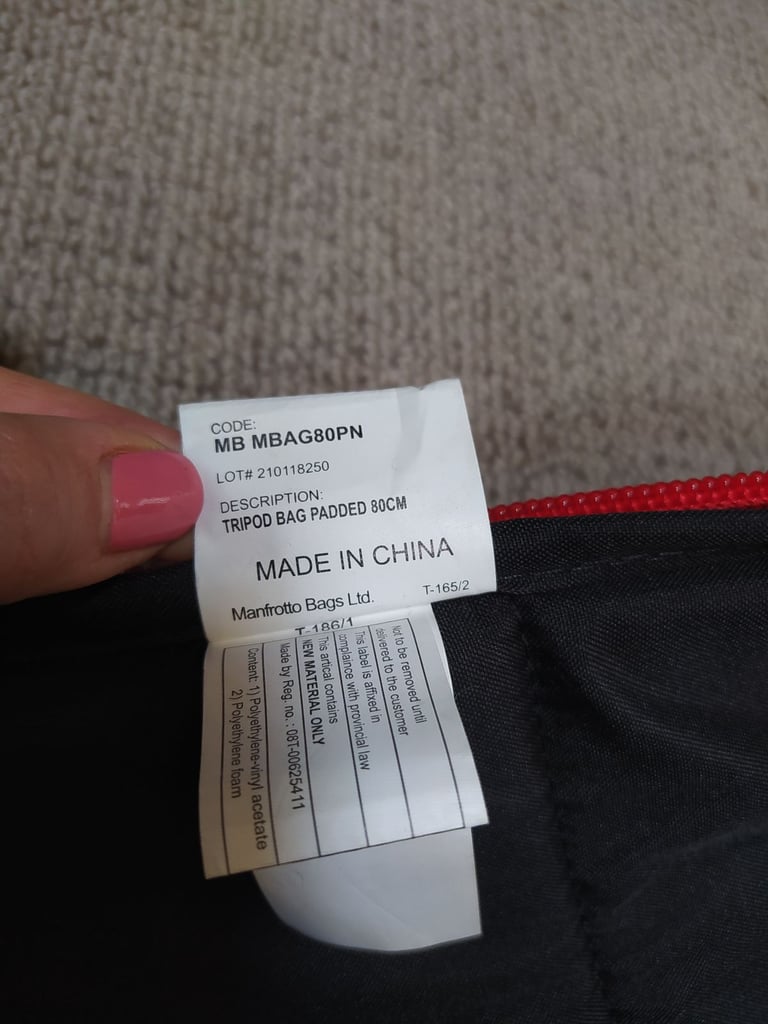 CODE:
MB MBAG80PN
LOT# 210118250
DESCRIPTION:
TRIPOD BAG PADDED 80CM
MADE IN CHINA
Manfrotto Bags Ltd.
T-165/2
T-186/1
Not to be removed until
delivered to the customer
This label is affixed in
complaince with provincial law
This artical contains
NEW MATERIAL ONLY
Made by Reg. no. : 08T-00625411
Content: 1) Polyethylene-vinyl acetate
2) Polyethylene foam